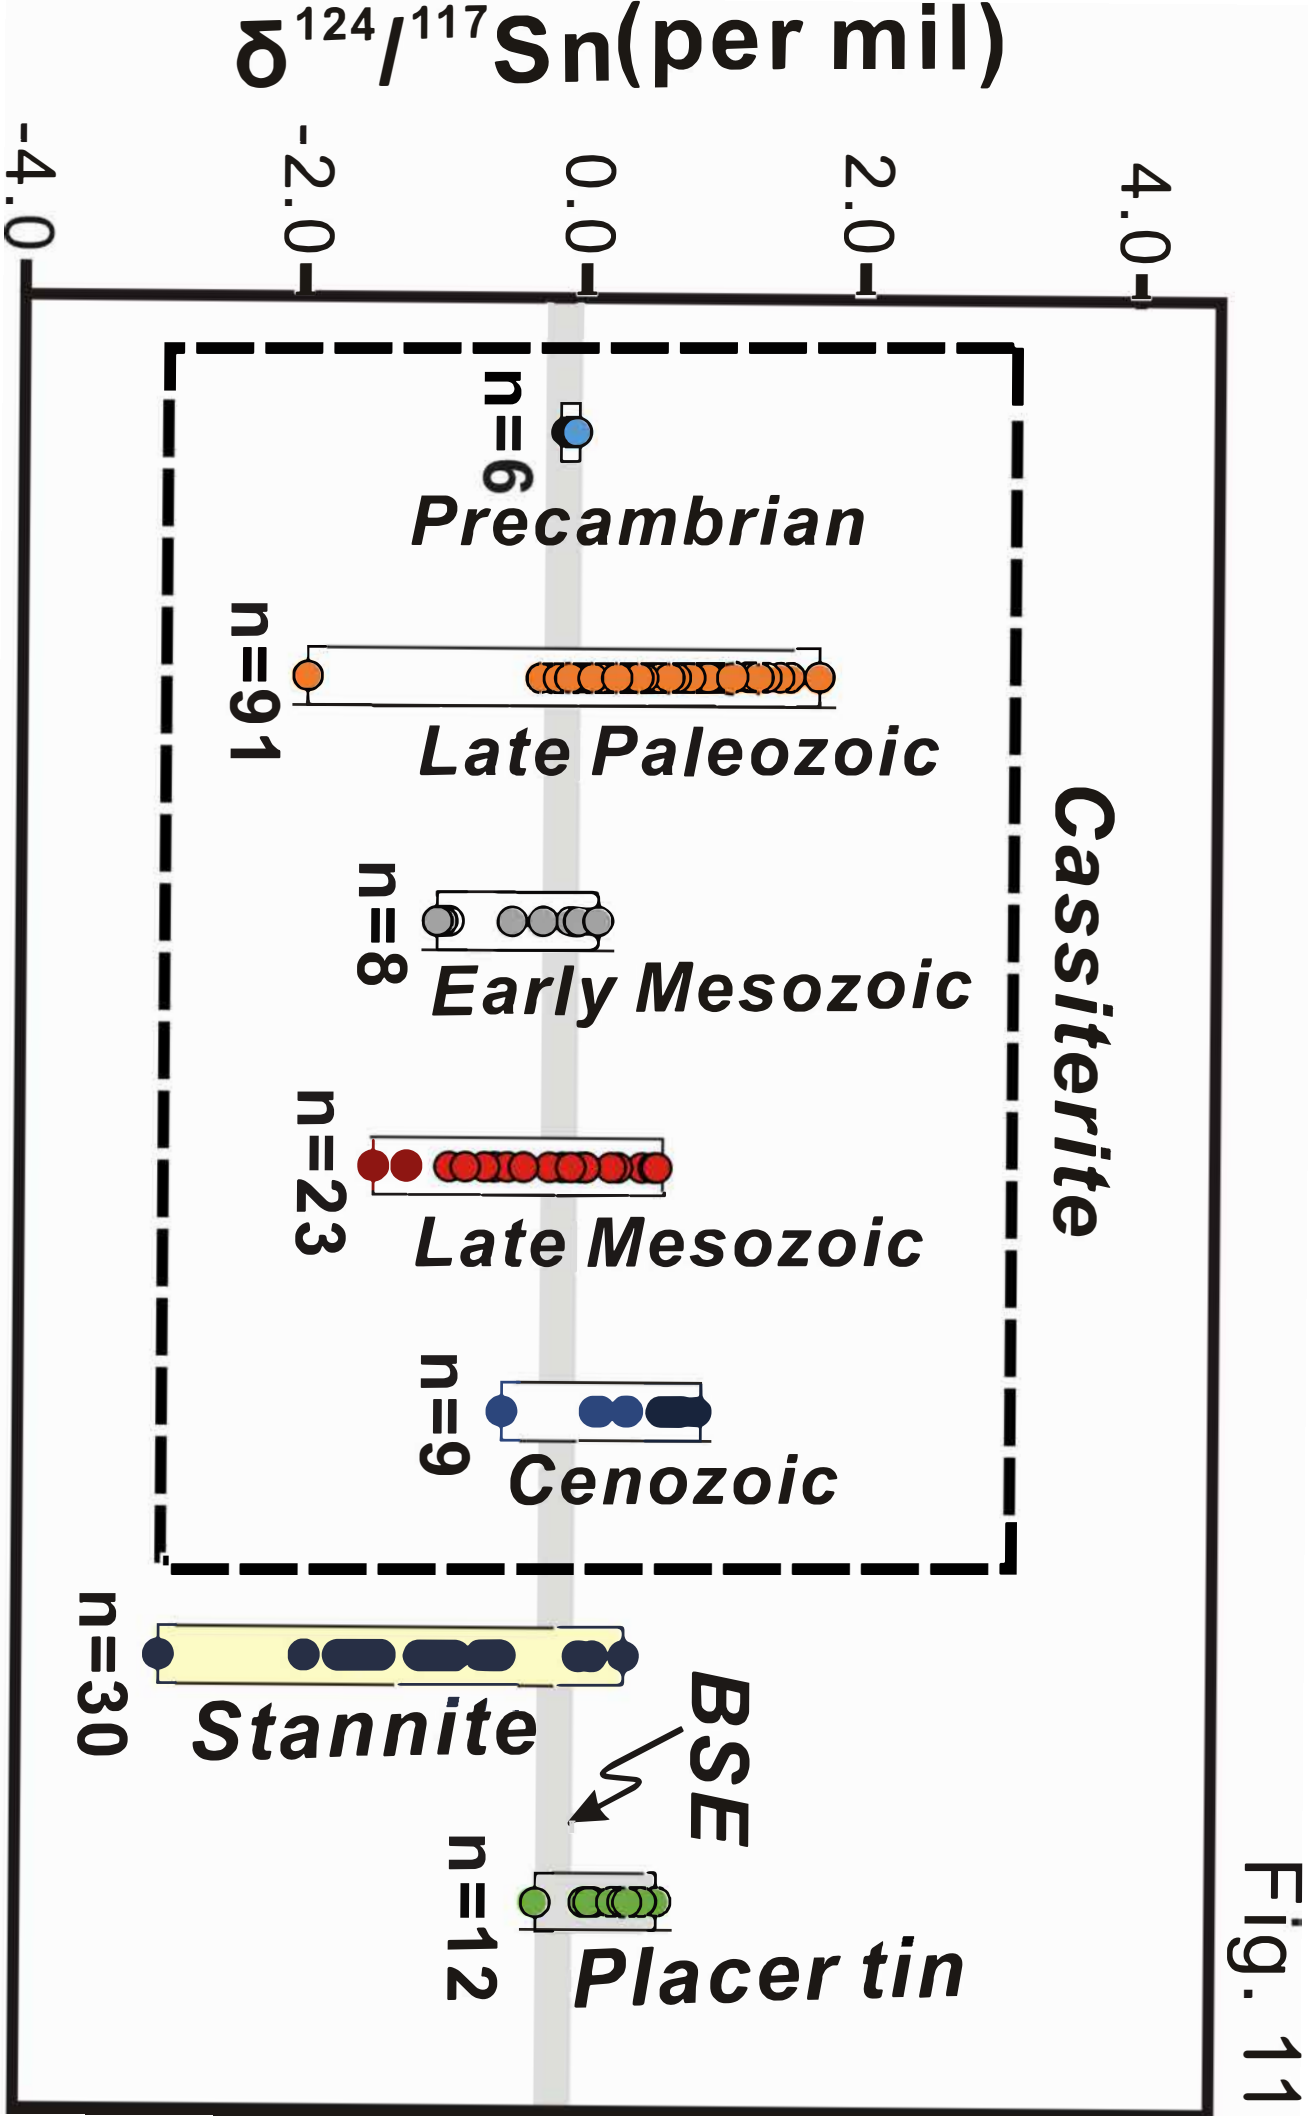 δ124/117Sn(per mil)
-4.0
-2.0
0.0
2.0
4.0
n=6
Precambrian
n=91
Late Paleozoic
Cassiterite
n=8
Early Mesozoic
n=23
Late Mesozoic
n=9
Cenozoic
n=30
Stannite
BSE
n=12
Placer tin
Fig. 11